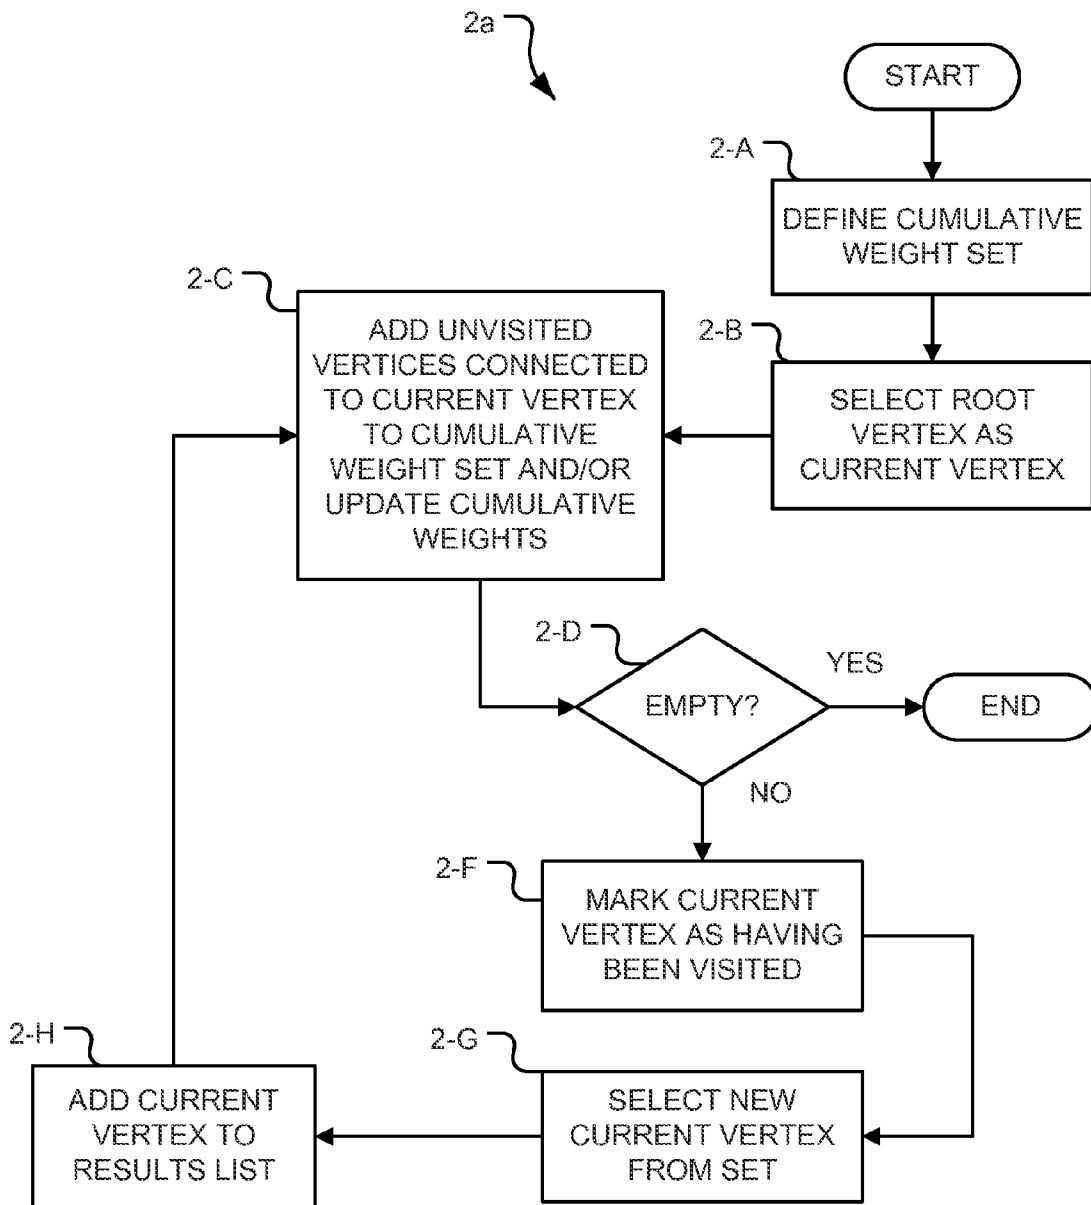 2a
START
2-A
DEFINE CUMULATIVE
WEIGHT SET
2-B
SELECT ROOT
VERTEX AS
CURRENT VERTEX
2-C
ADD UNVISITED
VERTICES CONNECTED
TO CURRENT VERTEX
TO CUMULATIVE
WEIGHT SET AND/OR
UPDATE CUMULATIVE
WEIGHTS
2-D
EMPTY?
YES
END
NO
2-F
MARK CURRENT
VERTEX AS HAVING
BEEN VISITED
2-G
SELECT NEW
CURRENT VERTEX
FROM SET
2-H
ADD CURRENT
VERTEX TO
RESULTS LIST